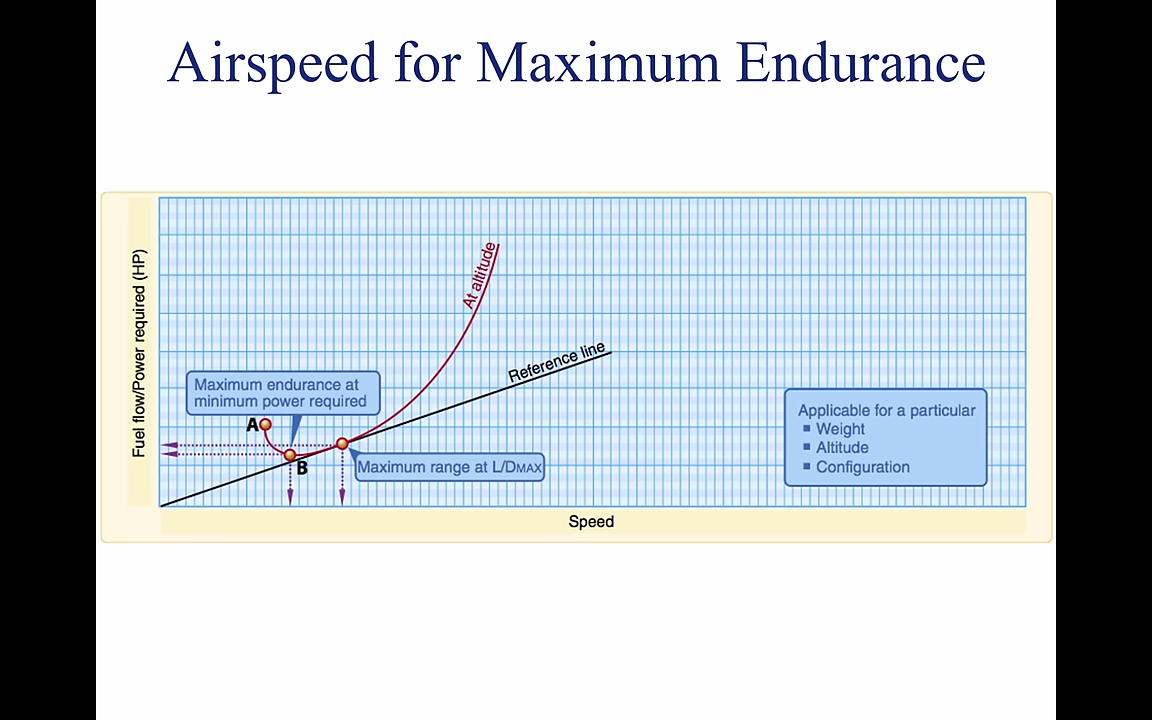 Airspeed for Maximum Endurance
Fuel flow/Power required (HP)
At altitude
Reference line
Maximum endurance at
minimum power required
A
B
Maximum range at L/DMAX
Applicable for a particular
▪ Weight
▪ Altitude
▪ Configuration
Speed